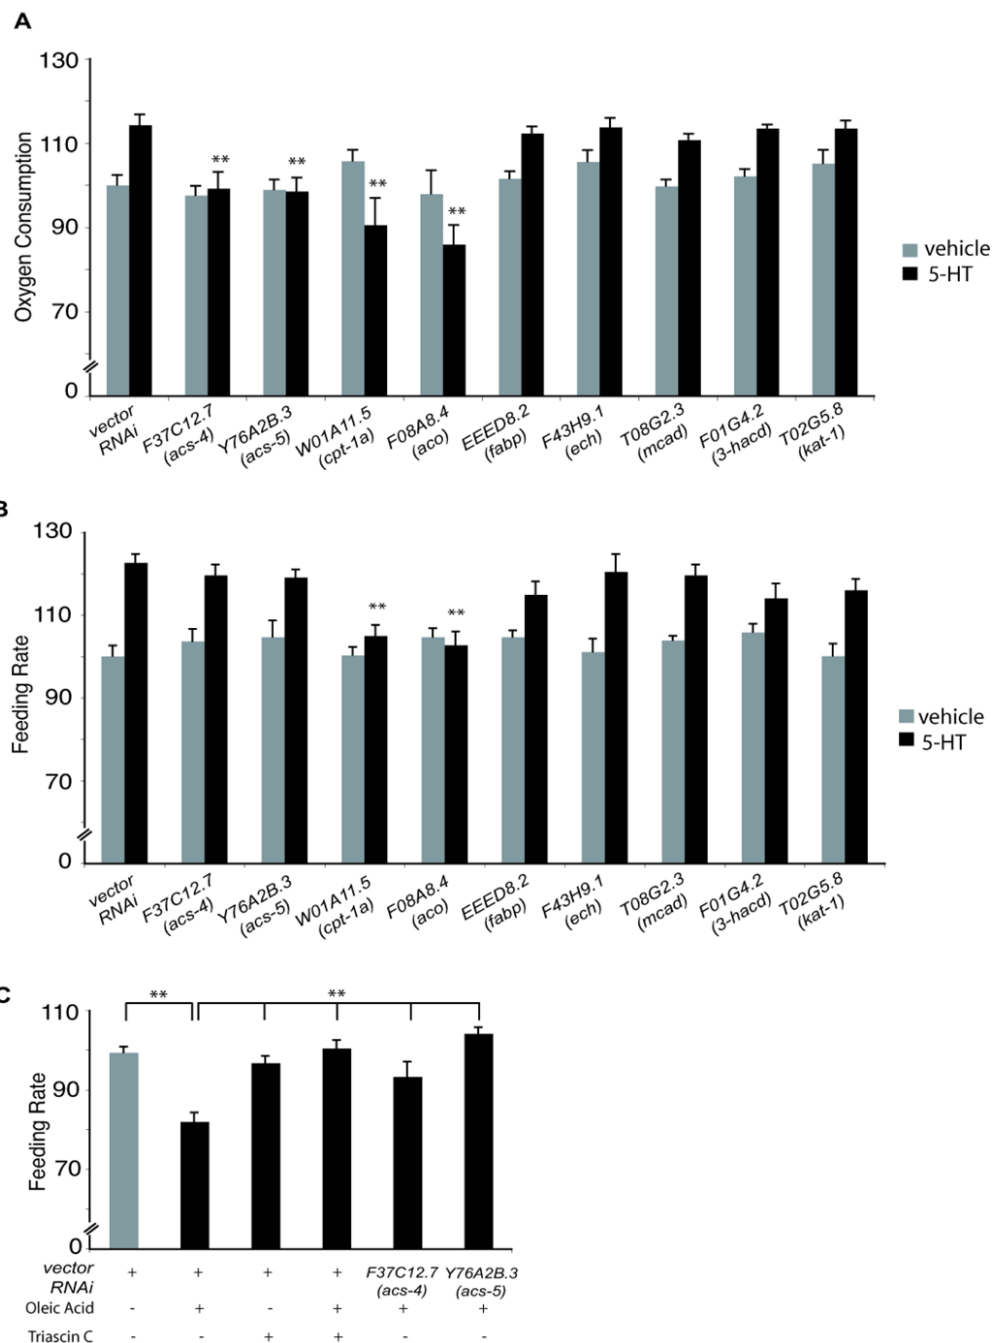 A
130
110
90
70
0
Oxygen Consumption
**
**
**
**
vehicle
5-HT
vector RNAi
F37C12.7 (acs-4)
Y76A2B.3 (acs-5)
W01A11.5 (cpt-1a)
F08A8.4 (aco)
EEED8.2 (fabp)
F43H9.1 (ech)
T08G2.3 (mcad)
F01G4.2 (3-hacd)
T02G5.8 (kat-1)
B
130
110
90
70
0
Feeding Rate
**
**
vehicle
5-HT
vector RNAi
F37C12.7 (acs-4)
Y76A2B.3 (acs-5)
W01A11.5 (cpt-1a)
F08A8.4 (aco)
EEED8.2 (fabp)
F43H9.1 (ech)
T08G2.3 (mcad)
F01G4.2 (3-hacd)
T02G5.8 (kat-1)
C
110
90
70
0
Feeding Rate
** **
vector RNAi + + + + F37C12.7 (acs-4) Y76A2B.3 (acs-5)
Oleic Acid - + - + + +
Triascin C - - + + - -